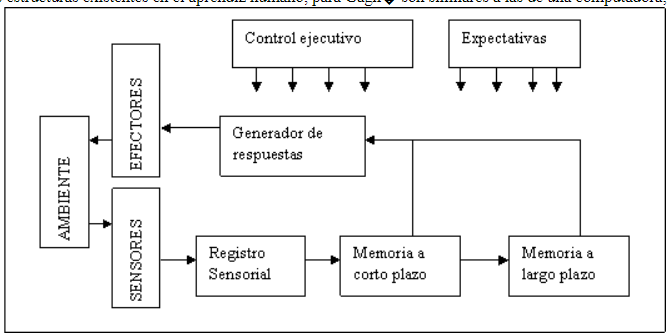 estructuras existentes en el aprendiz humano, para Gagn� son similares a las de una computadora,
Control ejecutivo
Expectativas
EFECTORES
Generador de
respuestas
AMBIENTE
SENSORES
Registro
Sensorial
Memoria a
corto plazo
Memoria a
largo plazo